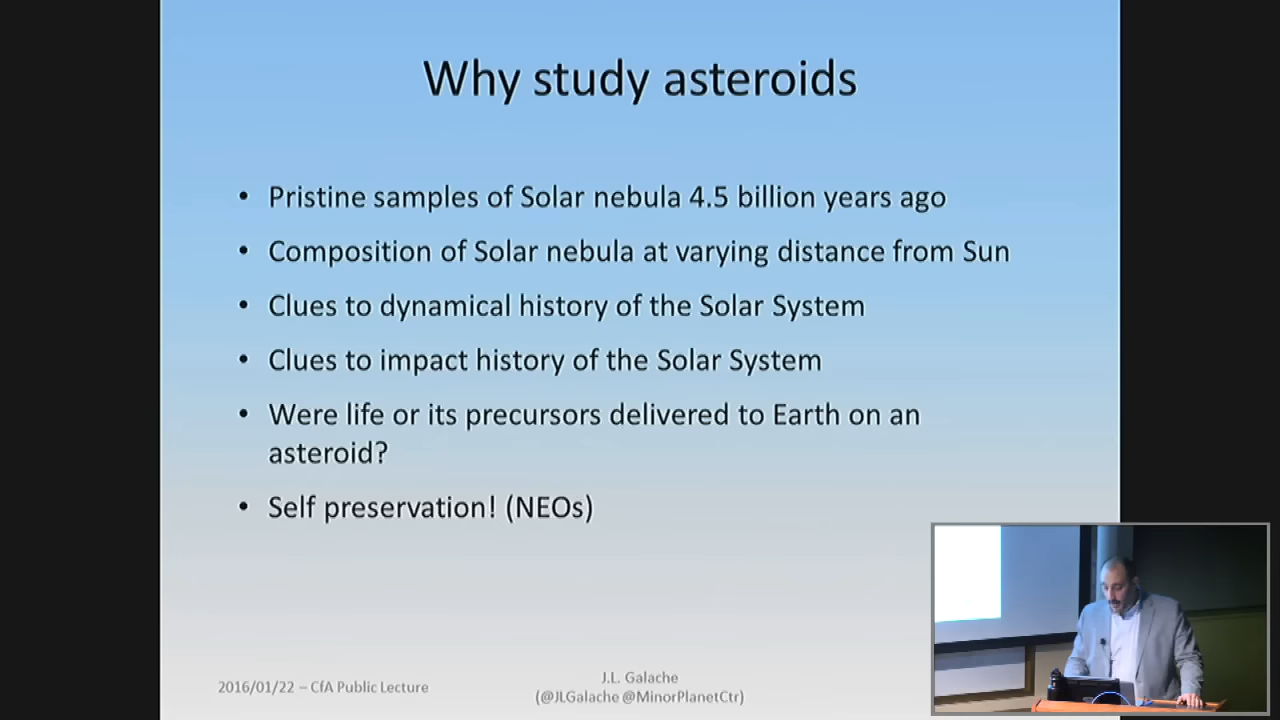 Why study asteroids
• Pristine samples of Solar nebula 4.5 billion years ago
• Composition of Solar nebula at varying distance from Sun
• Clues to dynamical history of the Solar System
• Clues to impact history of the Solar System
• Were life or its precursors delivered to Earth on an
asteroid?
• Self preservation! (NEOs)
2016/01/22 – CfA Public Lecture
J.L. Galache
(@JLGalache @MinorPlanetCtr)